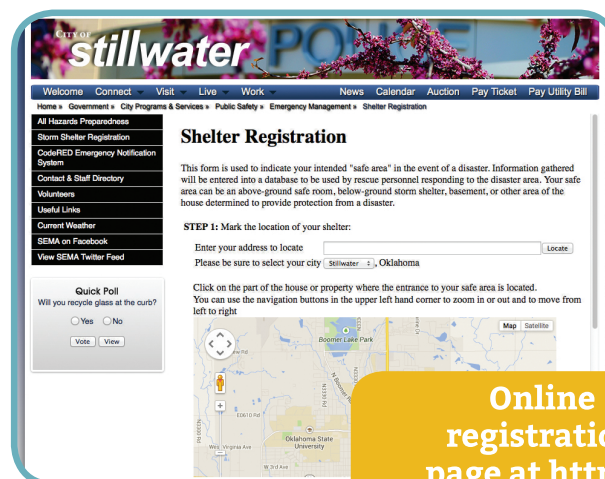 CITY OF
stillwater
POLICE
Welcome Connect Visit Live Work News Calendar Auction Pay Ticket Pay Utility Bill
Home » Government » City Programs & Services » Public Safety » Emergency Management » Shelter Registration
All Hazards Preparedness
Storm Shelter Registration
CodeRED Emergency Notification
System
Contact & Staff Directory
Volunteers
Useful Links
Current Weather
SEMA on Facebook
View SEMA Twitter Feed
Quick Poll
Will you recycle glass at the curb?
Yes No
Vote View
Shelter Registration
This form is used to indicate your intended "safe area" in the event of a disaster. Information gathered
will be entered into a database to be used by rescue personnel responding to the disaster area. Your safe
area can be an above-ground safe room, below-ground storm shelter, basement, or other area of the
house determined to provide protection from a disaster.
STEP 1: Mark the location of your shelter:
Enter your address to locate Locate
Please be sure to select your city Stillwater , Oklahoma
Click on the part of the house or property where the entrance to your safe area is located.
You can use the navigation buttons in the upper left hand corner to zoom in or out and to move from
left to right
Map Satellite
Boomer Lake Park
E0610 Rd
Oklahoma State
University
W 3rd Ave
Online
registratio
page at http